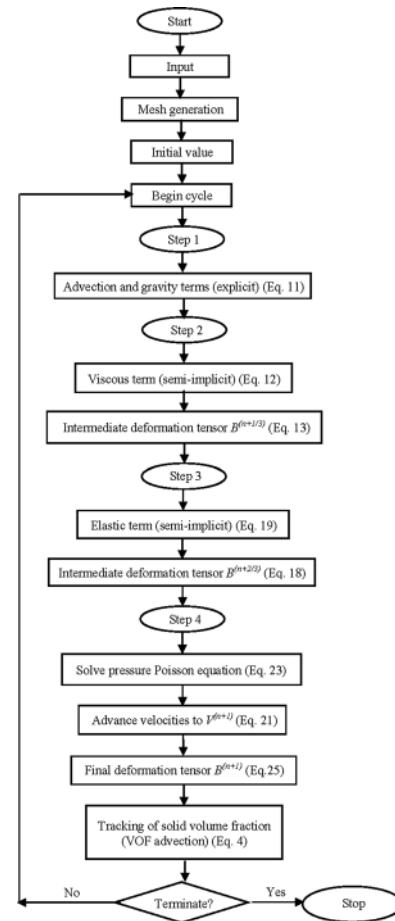 Start
Input
Mesh generation
Initial value
Begin cycle
Step 1
Advection and gravity terms (explicit) (Eq. 11)
Step 2
Viscous term (semi-implicit) (Eq. 12)
Intermediate deformation tensor B^(n+1/3) (Eq. 13)
Step 3
Elastic term (semi-implicit) (Eq. 19)
Intermediate deformation tensor B^(n+2/3) (Eq. 18)
Step 4
Solve pressure Poisson equation (Eq. 23)
Advance velocities to V^(n+1) (Eq. 21)
Final deformation tensor B^(n+1) (Eq.25)
Tracking of solid volume fraction
(VOF advection) (Eq. 4)
No
Terminate?
Yes
Stop